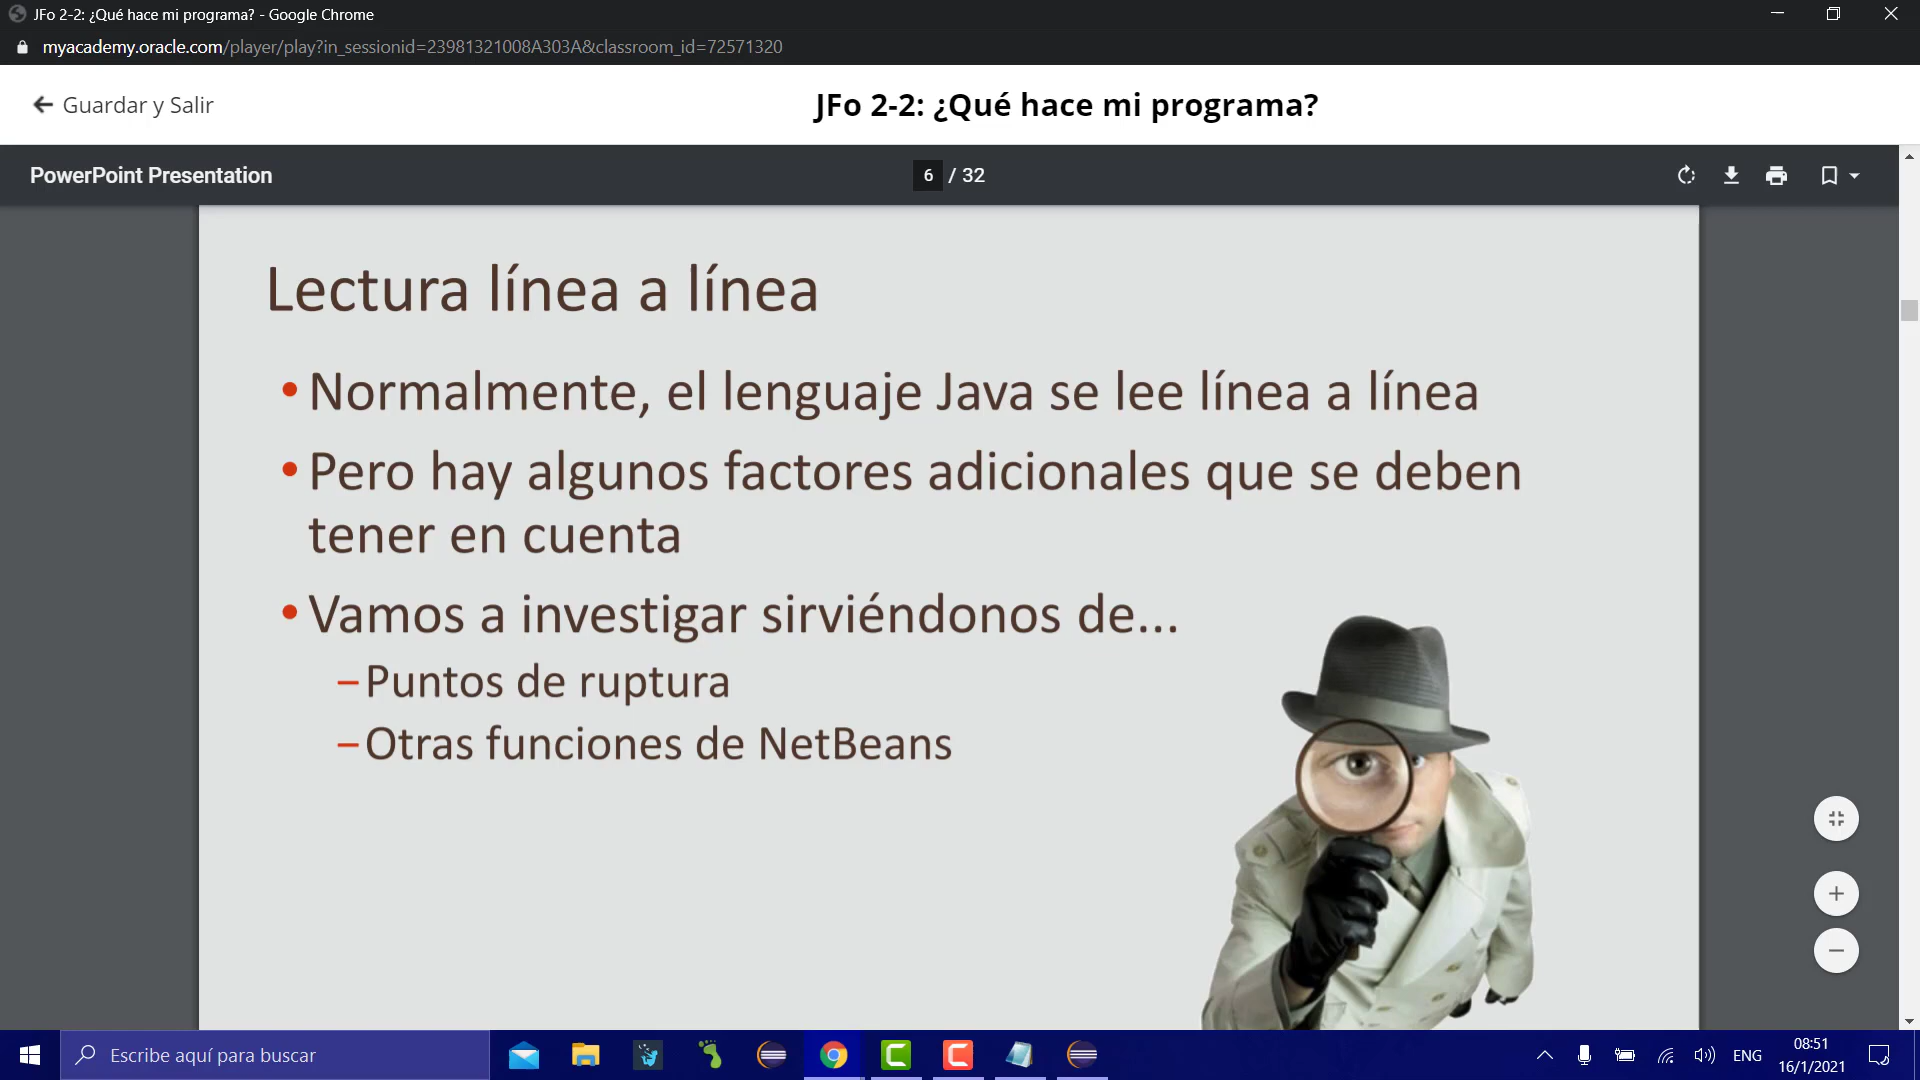 JFo 2-2: ¿Qué hace mi programa? - Google Chrome
myacademy.oracle.com/player/play?in_sessionid=23981321008A303A&classroom_id=72571320
Guardar y Salir
JFo 2-2: ¿Qué hace mi programa?
PowerPoint Presentation
6 / 32
Lectura línea a línea
•Normalmente, el lenguaje Java se lee línea a línea
•Pero hay algunos factores adicionales que se deben
tener en cuenta
•Vamos a investigar sirviéndonos de...
–Puntos de ruptura
–Otras funciones de NetBeans
Escribe aquí para buscar
ENG
08:51
16/1/2021